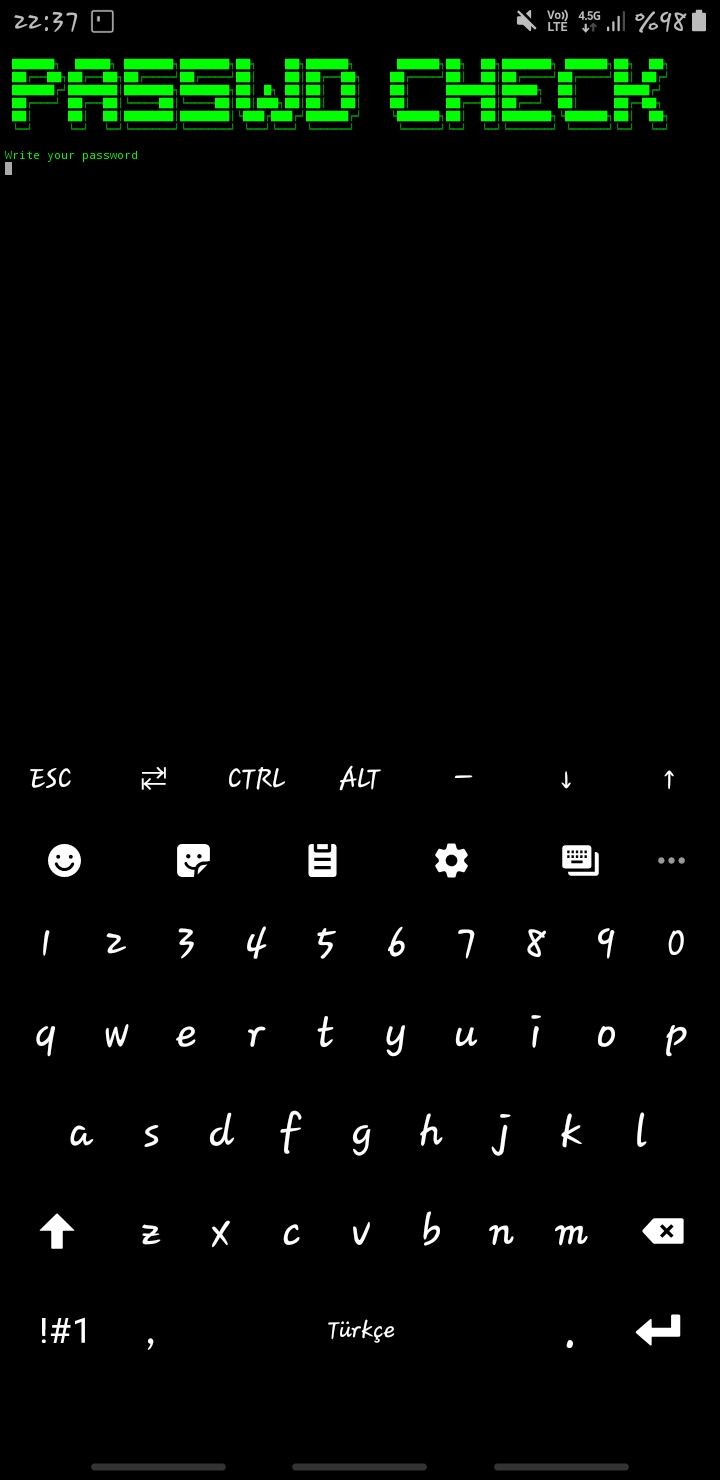 22:37 Vo)) LTE 4.5G %98
PASSWD CHECK
Write your password
ESC CTRL ALT – ↓ ↑
1 2 3 4 5 6 7 8 9 0
q w e r t y u i o p
a s d f g h j k l
z x c v b n m
!#1 , Türkçe .